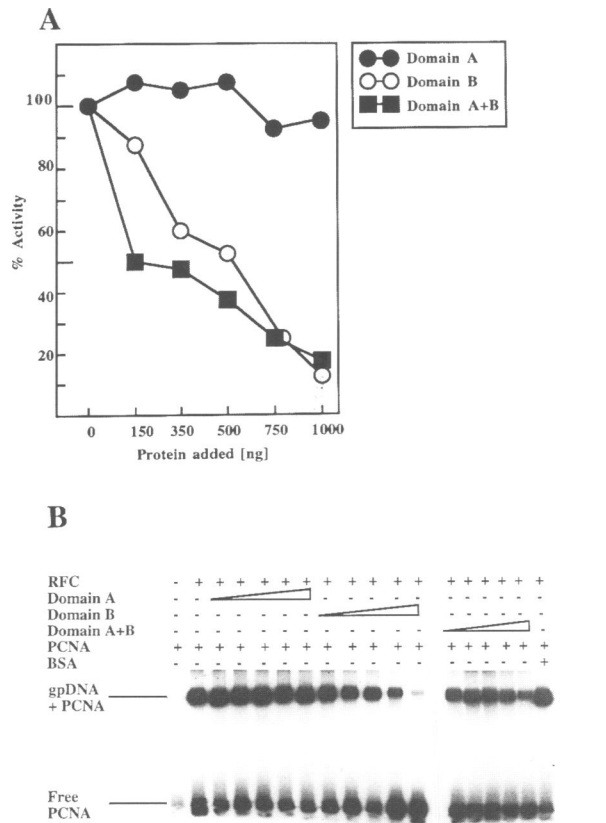 A
Domain A
Domain B
Domain A+B
100
80
60
40
20
% Activity
0 150 350 500 750 1000
Protein added [ng]
B
RFC - + + + + + + + + + + + + + + + + +
Domain A - - - - - - - - - - - -
Domain B - - - - - - - - - - - - -
Domain A+B - - - - - - - - - - - - -
PCNA + + + + + + + + + + + + + + + + + +
BSA - - - - - - - - - - - - - - - - - +
gpDNA
+ PCNA
Free
PCNA